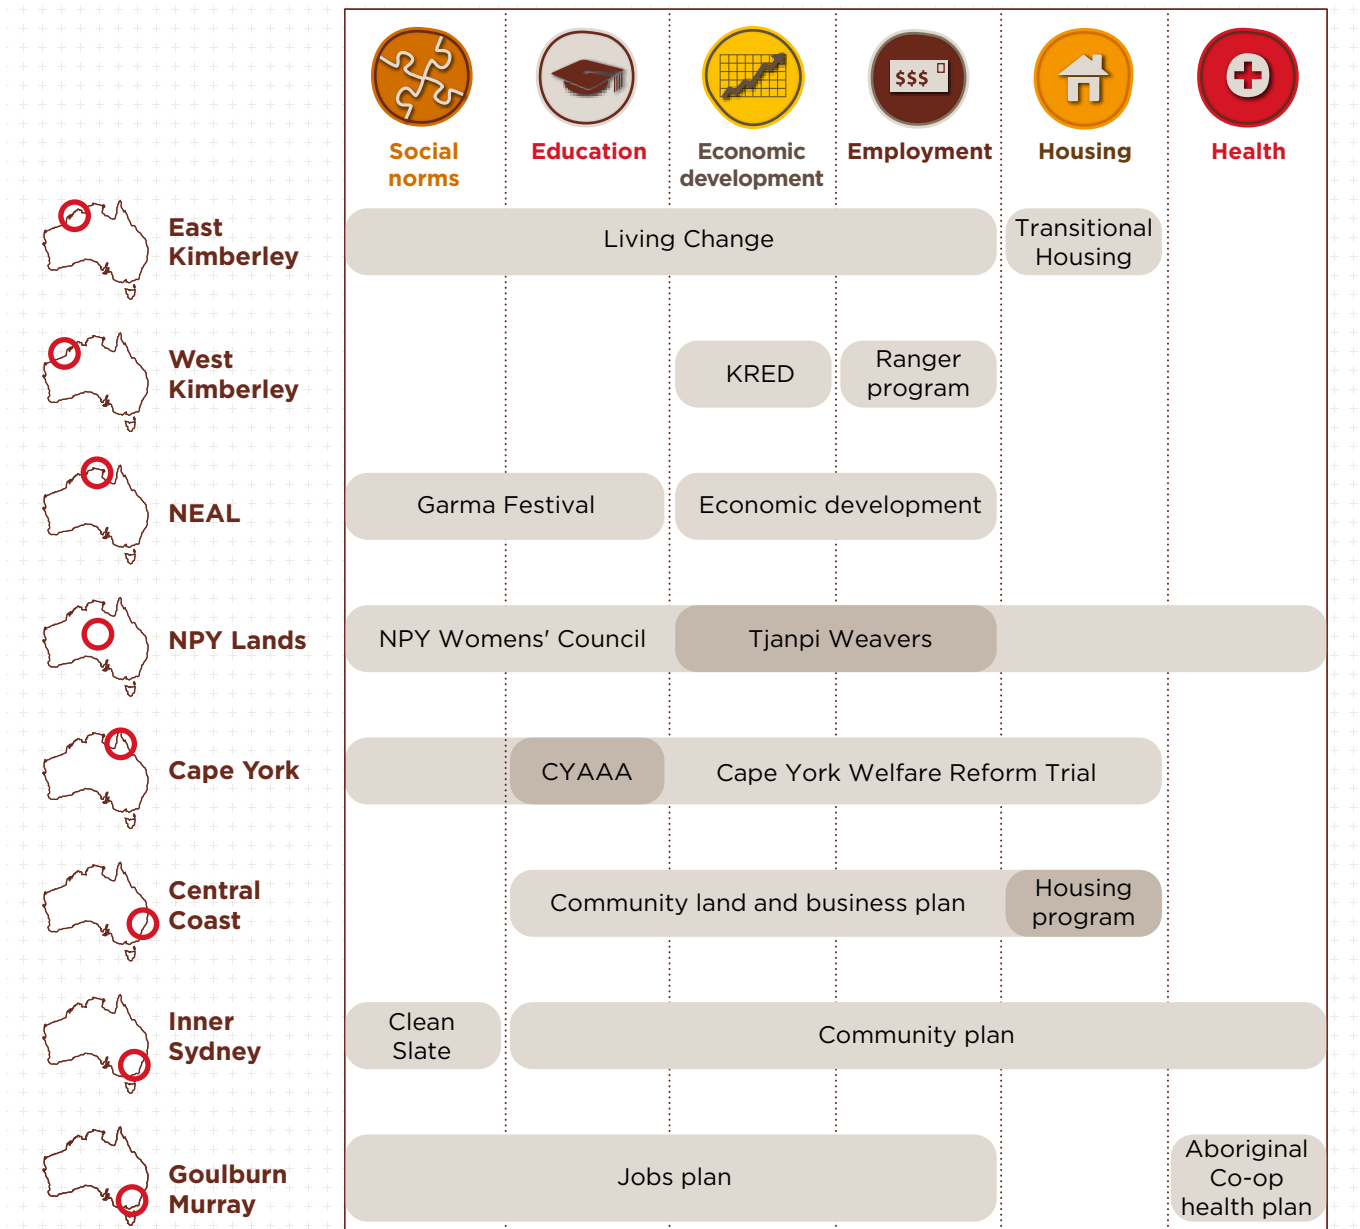 $$$
Social
norms
Education
Economic
development
Employment
Housing
Health
East
Kimberley
Living Change
Transitional
Housing
West
Kimberley
KRED
Ranger
program
NEAL
Garma Festival
Economic development
NPY Lands
NPY Womens' Council
Tjanpi Weavers
Cape York
CYAAA
Cape York Welfare Reform Trial
Central
Coast
Community land and business plan
Housing
program
Inner
Sydney
Clean
Slate
Community plan
Goulburn
Murray
Jobs plan
Aboriginal
Co-op
health plan